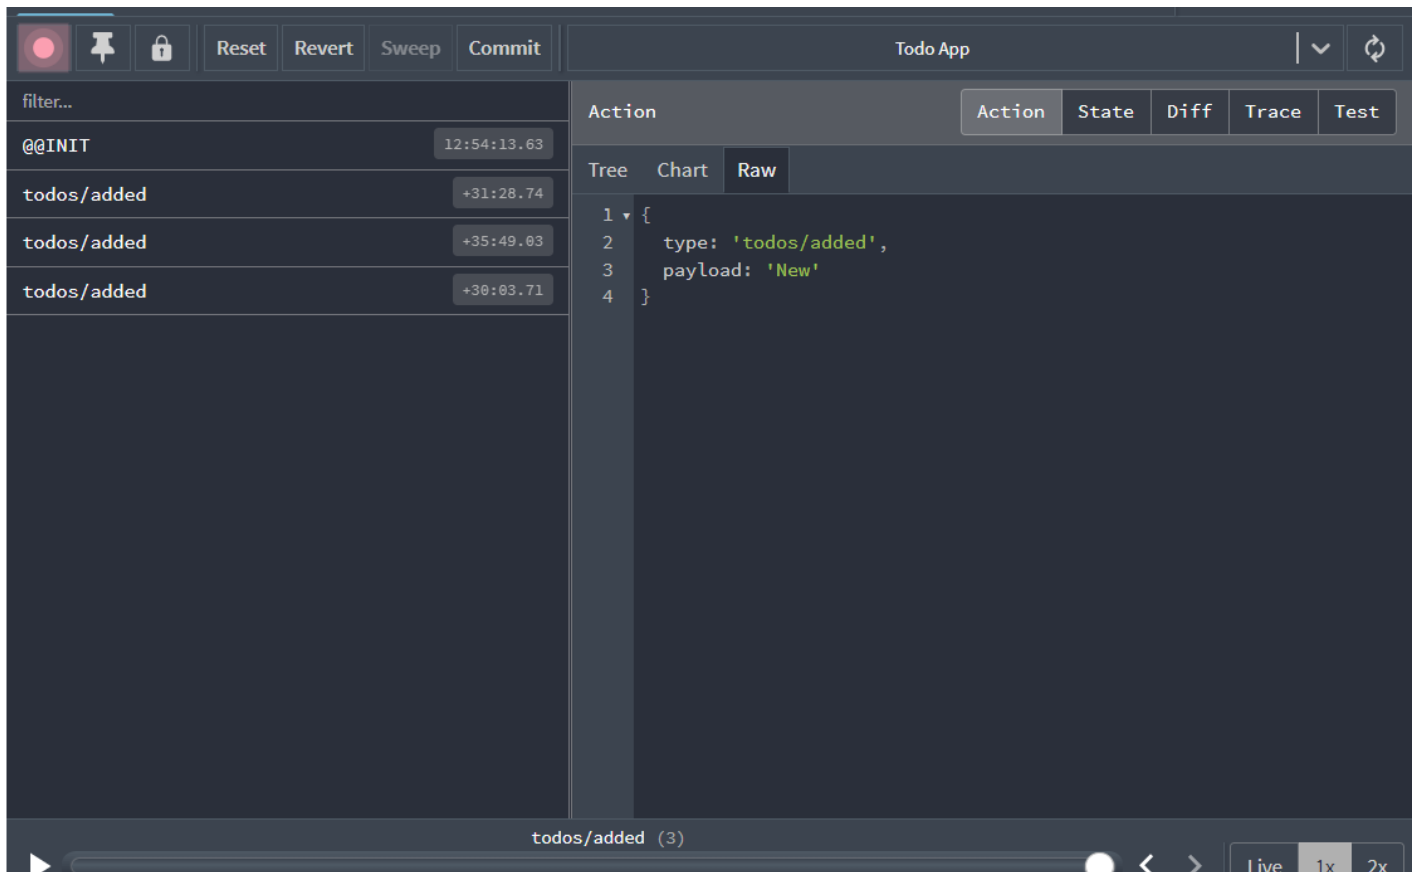 Reset Revert Sweep Commit Todo App
filter...
@@INIT 12:54:13.63
todos/added +31:28.74
todos/added +35:49.03
todos/added +30:03.71
Action Action State Diff Trace Test
Tree Chart Raw
1 {
2 type: 'todos/added',
3 payload: 'New'
4 }
todos/added (3)
Live 1x 2x